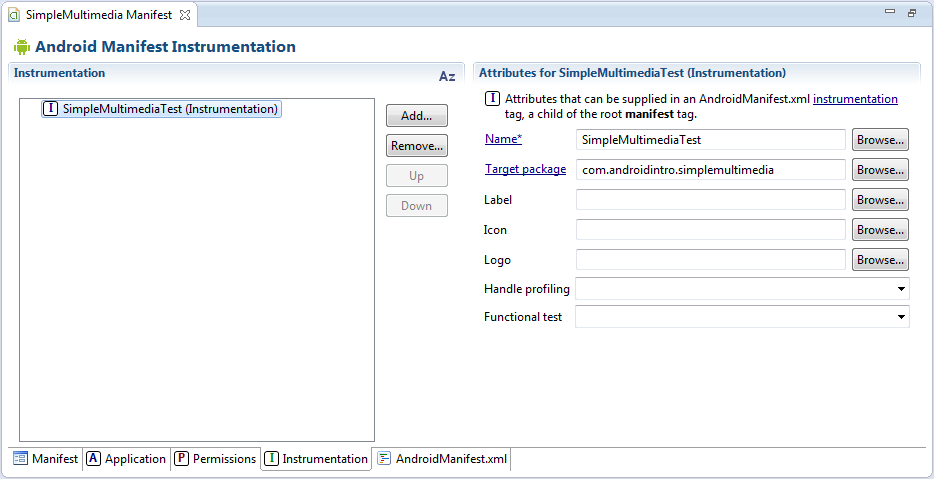 SimpleMultimedia Manifest
Android Manifest Instrumentation
Instrumentation
Az
I SimpleMultimediaTest (Instrumentation)
Add...
Remove...
Up
Down
Attributes for SimpleMultimediaTest (Instrumentation)
I Attributes that can be supplied in an AndroidManifest.xml instrumentation
tag, a child of the root manifest tag.
Name* SimpleMultimediaTest Browse...
Target package com.androidintro.simplemultimedia Browse...
Label Browse...
Icon Browse...
Logo Browse...
Handle profiling
Functional test
Manifest A Application P Permissions I Instrumentation AndroidManifest.xml